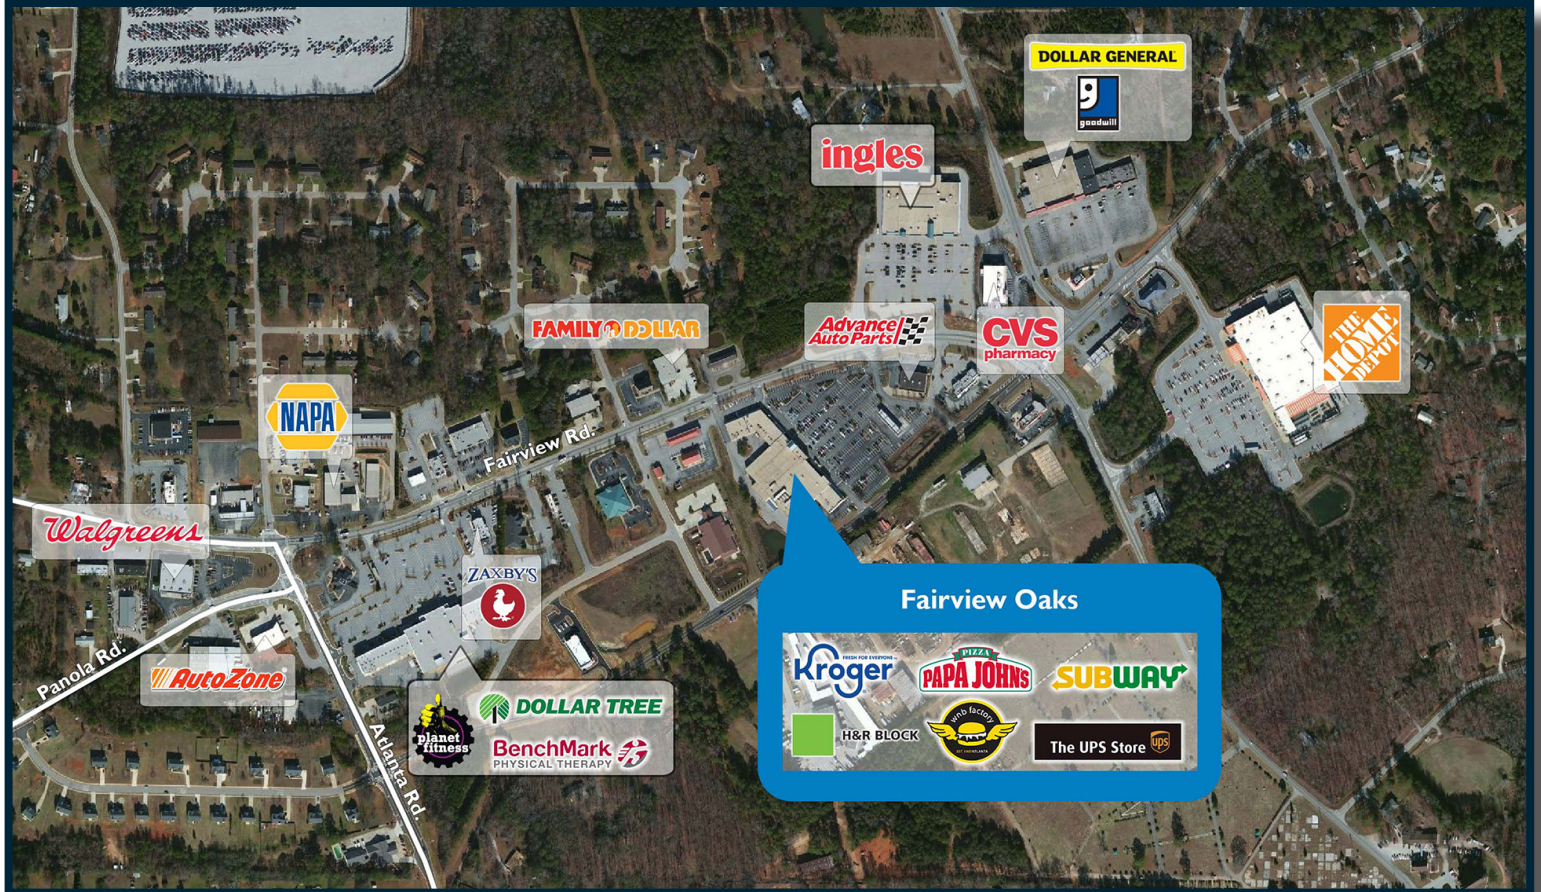 DOLLAR GENERAL
goodwill
ingles
FAMILY DOLLAR
Advance
Auto Parts
CVS
pharmacy
THE
HOME
DEPOT
NAPA
Fairview Rd.
Walgreens
ZAXBY'S
Panola Rd.
AutoZone
Atlanta Rd.
planet
fitness
DOLLAR TREE
BenchMark
PHYSICAL THERAPY
Fairview Oaks
FRESH FOR EVERYONE
Kroger
PIZZA
PAPA JOHNS
SUBWAY
H&R BLOCK
wnb factory
The UPS Store
ups